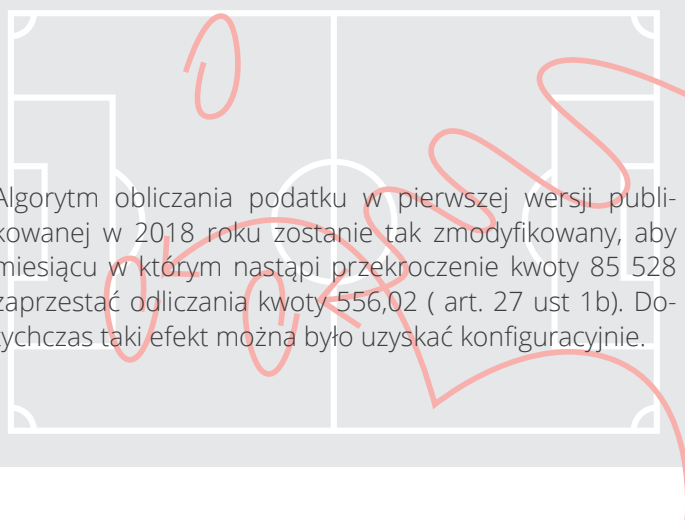 Algorytm obliczania podatku w pierwszej wersji publi-
kowanej w 2018 roku zostanie tak zmodyfikowany, aby
miesiącu w którym nastąpi przekroczenie kwoty 85 528
zaprzestać odliczania kwoty 556,02 ( art. 27 ust 1b). Do-
tychczas taki efekt można było uzyskać konfiguracyjnie.